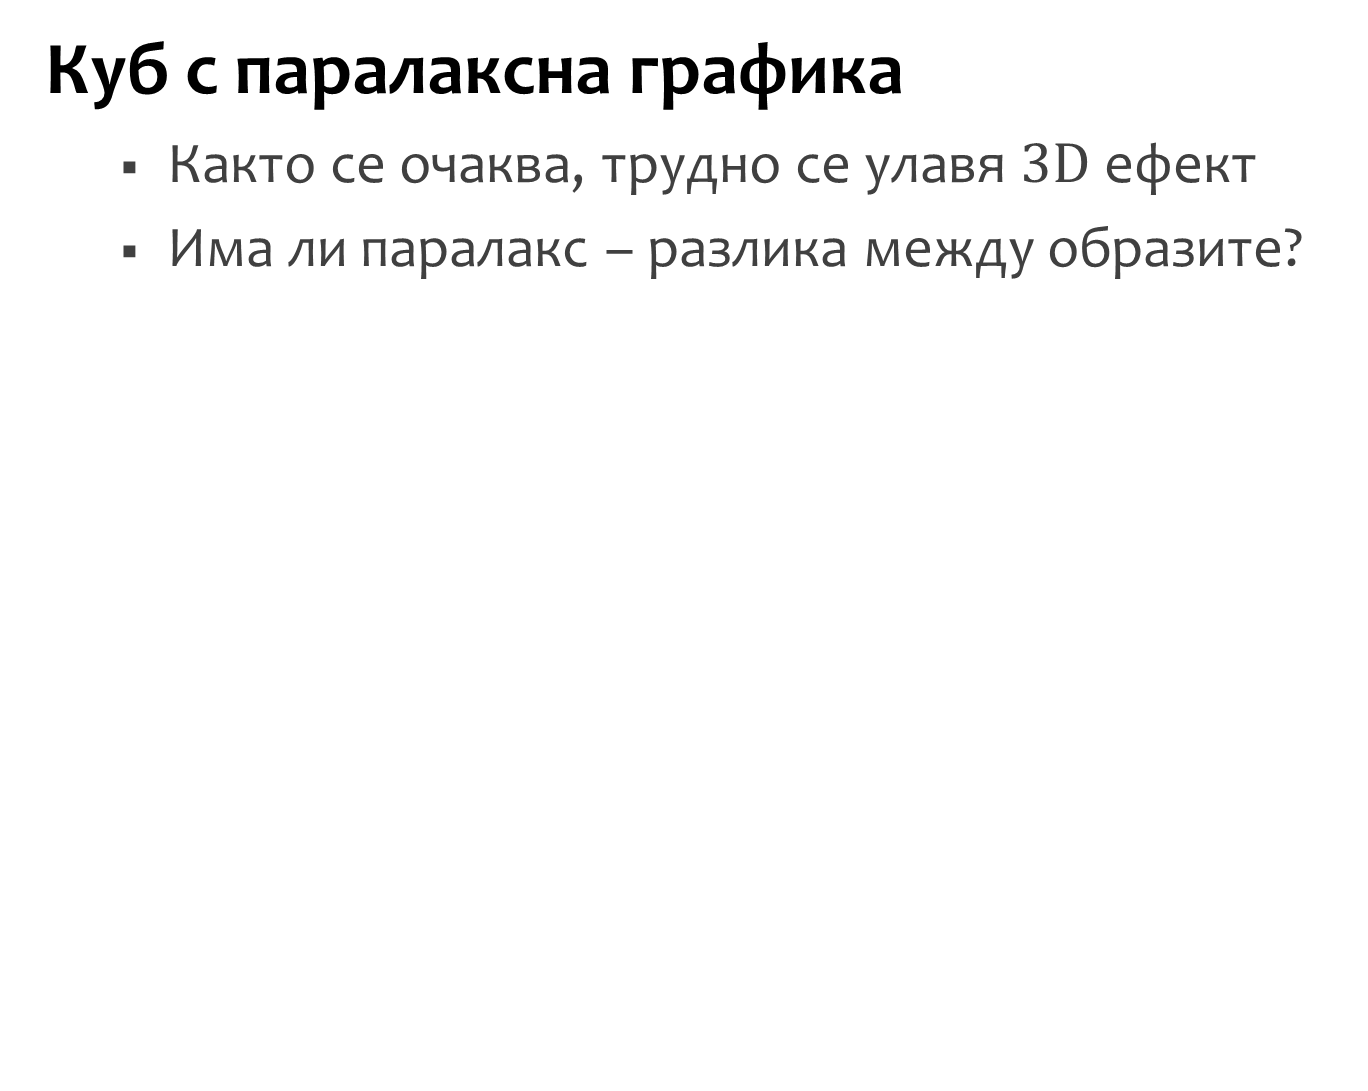 Куб с паралаксна графика
▪ Както се очаква, трудно се улавя 3D ефект
▪ Има ли паралакс – разлика между образите?